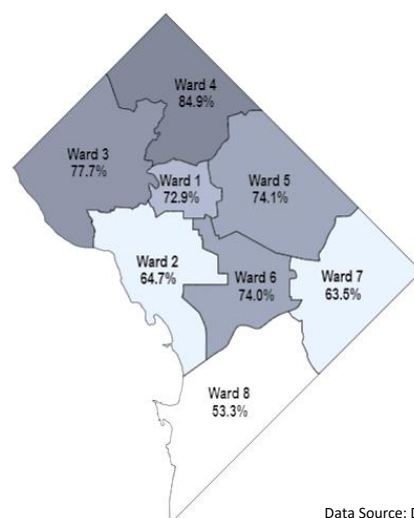 Ward 4
84.9%
Ward 3
77.7%
Ward 1
72.9%
Ward 5
74.1%
Ward 2
64.7%
Ward 6
74.0%
Ward 7
63.5%
Ward 8
53.3%
Data Source: